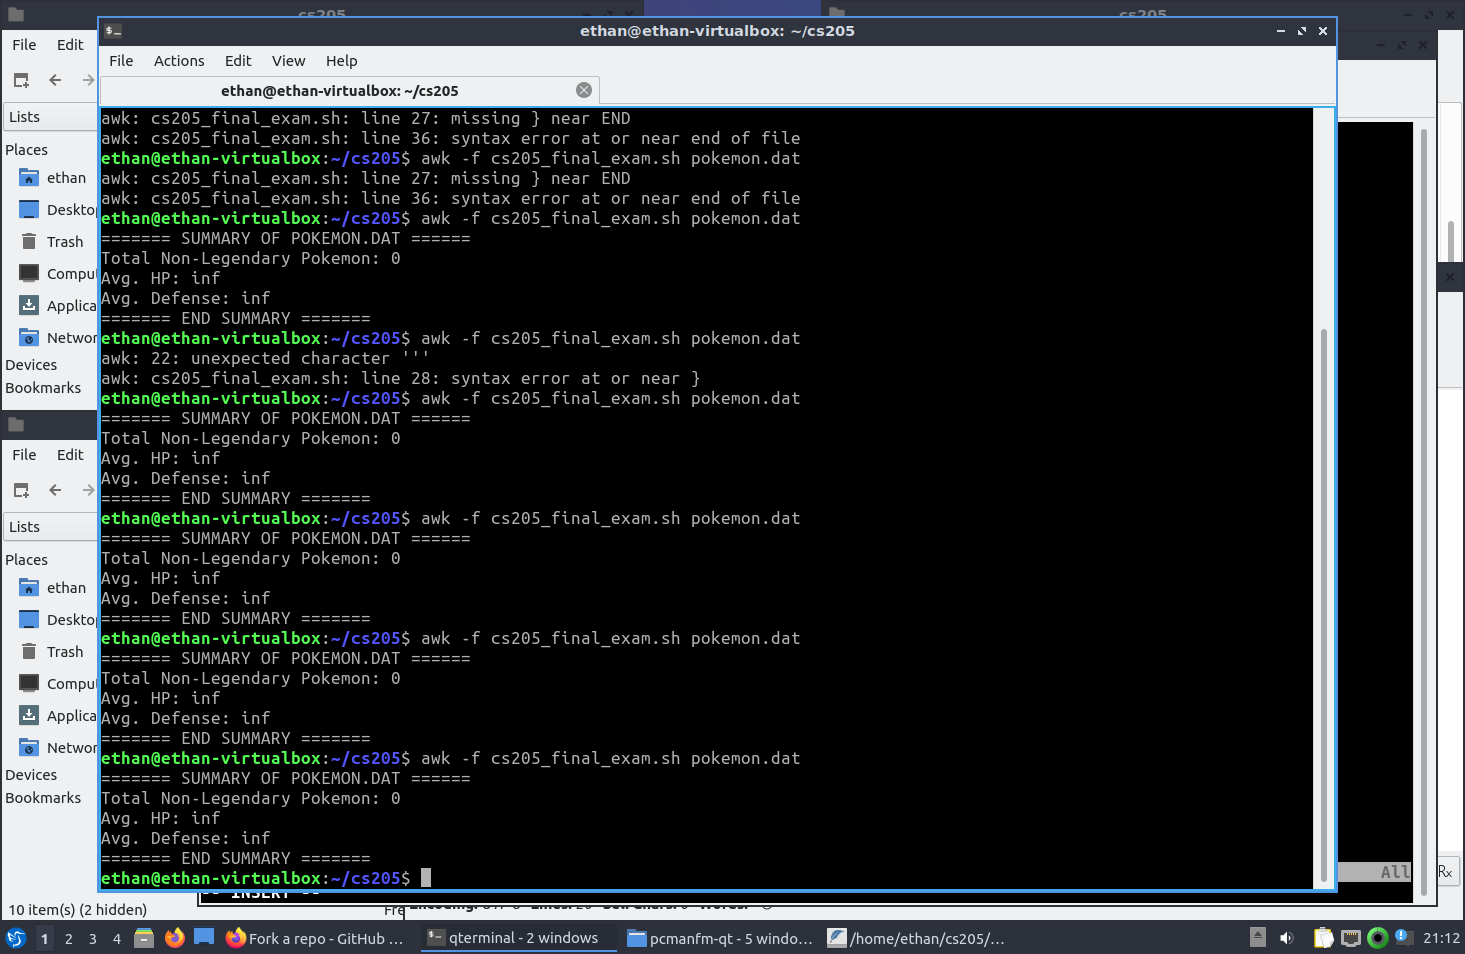 cs205
cs205
ethan@ethan-virtualbox: ~/cs205
File Edit
File Actions Edit View Help
ethan@ethan-virtualbox: ~/cs205
Lists
Places
ethan
Deskto
Trash
Comput
Applica
Networ
Devices
Bookmarks
awk: cs205_final_exam.sh: line 27: missing } near END
awk: cs205_final_exam.sh: line 36: syntax error at or near end of file
ethan@ethan-virtualbox:~/cs205$ awk -f cs205_final_exam.sh pokemon.dat
awk: cs205_final_exam.sh: line 27: missing } near END
awk: cs205_final_exam.sh: line 36: syntax error at or near end of file
ethan@ethan-virtualbox:~/cs205$ awk -f cs205_final_exam.sh pokemon.dat
======= SUMMARY OF POKEMON.DAT ======
Total Non-Legendary Pokemon: 0
Avg. HP: inf
Avg. Defense: inf
======= END SUMMARY =======
ethan@ethan-virtualbox:~/cs205$ awk -f cs205_final_exam.sh pokemon.dat
awk: 22: unexpected character '''
awk: cs205_final_exam.sh: line 28: syntax error at or near }
ethan@ethan-virtualbox:~/cs205$ awk -f cs205_final_exam.sh pokemon.dat
======= SUMMARY OF POKEMON.DAT ======
Total Non-Legendary Pokemon: 0
Avg. HP: inf
Avg. Defense: inf
======= END SUMMARY =======
ethan@ethan-virtualbox:~/cs205$ awk -f cs205_final_exam.sh pokemon.dat
======= SUMMARY OF POKEMON.DAT ======
Total Non-Legendary Pokemon: 0
Avg. HP: inf
Avg. Defense: inf
======= END SUMMARY =======
ethan@ethan-virtualbox:~/cs205$ awk -f cs205_final_exam.sh pokemon.dat
======= SUMMARY OF POKEMON.DAT ======
Total Non-Legendary Pokemon: 0
Avg. HP: inf
Avg. Defense: inf
======= END SUMMARY =======
ethan@ethan-virtualbox:~/cs205$ awk -f cs205_final_exam.sh pokemon.dat
======= SUMMARY OF POKEMON.DAT ======
Total Non-Legendary Pokemon: 0
Avg. HP: inf
Avg. Defense: inf
======= END SUMMARY =======
ethan@ethan-virtualbox:~/cs205$
File Edit
Lists
Places
ethan
Deskto
Trash
Comput
Applica
Networ
Devices
Bookmarks
All
-- INSERT --
10 item(s) (2 hidden)
Fre
1 2 3 4 Fork a repo - GitHub ... qterminal - 2 windows pcmanfm-qt - 5 windo... /home/ethan/cs205/... 21:12